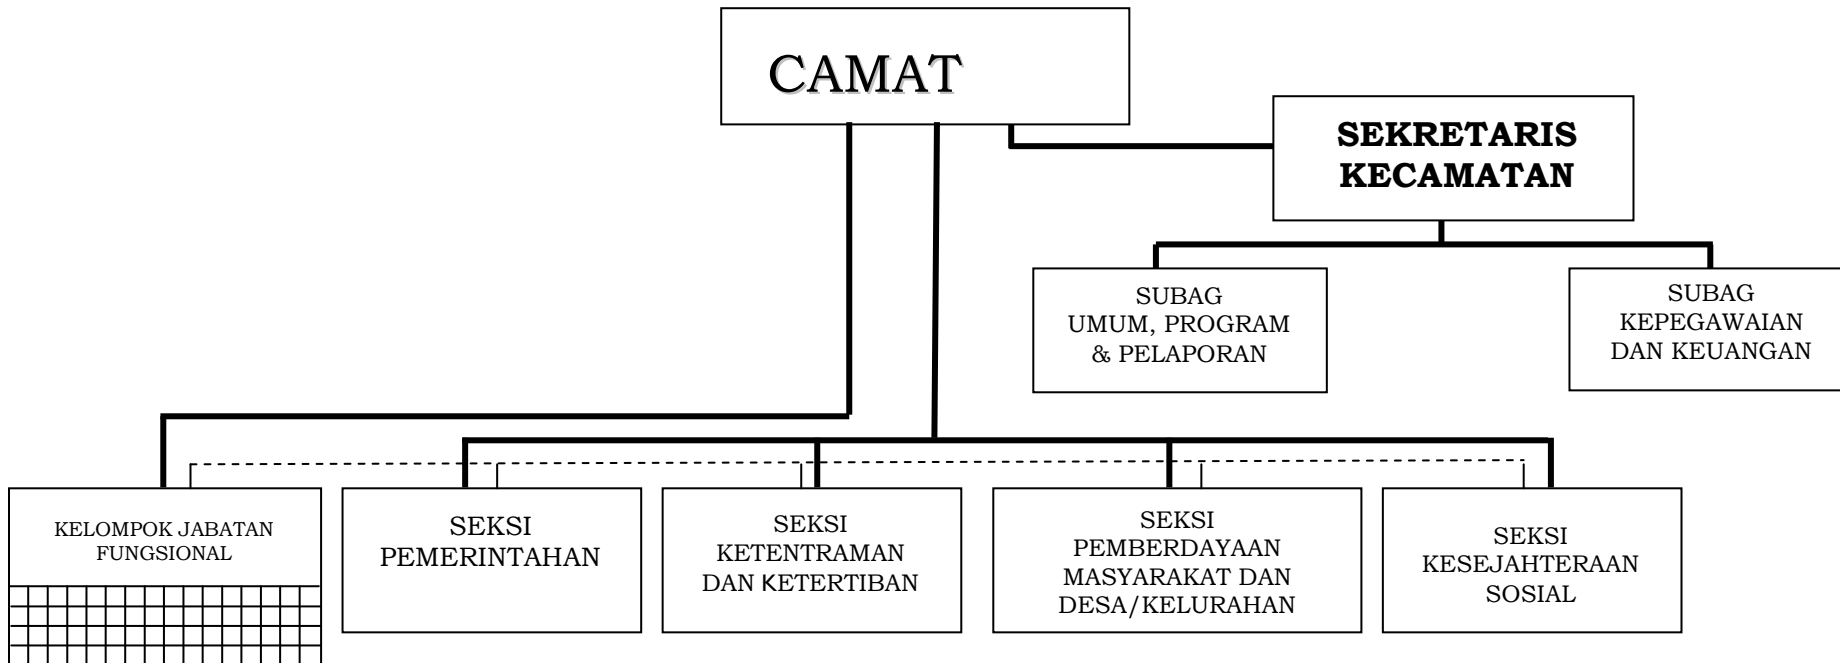 CAMAT
SEKRETARIS
KECAMATAN
SUBAG
UMUM, PROGRAM
& PELAPORAN
SUBAG
KEPEGAWAIAN
DAN KEUANGAN
KELOMPOK JABATAN
FUNGSIONAL
SEKSI
PEMERINTAHAN
SEKSI
KETENTRAMAN
DAN KETERTIBAN
SEKSI
PEMBERDAYAAN
MASYARAKAT DAN
DESA/KELURAHAN
SEKSI
KESEJAHTERAAN
SOSIAL